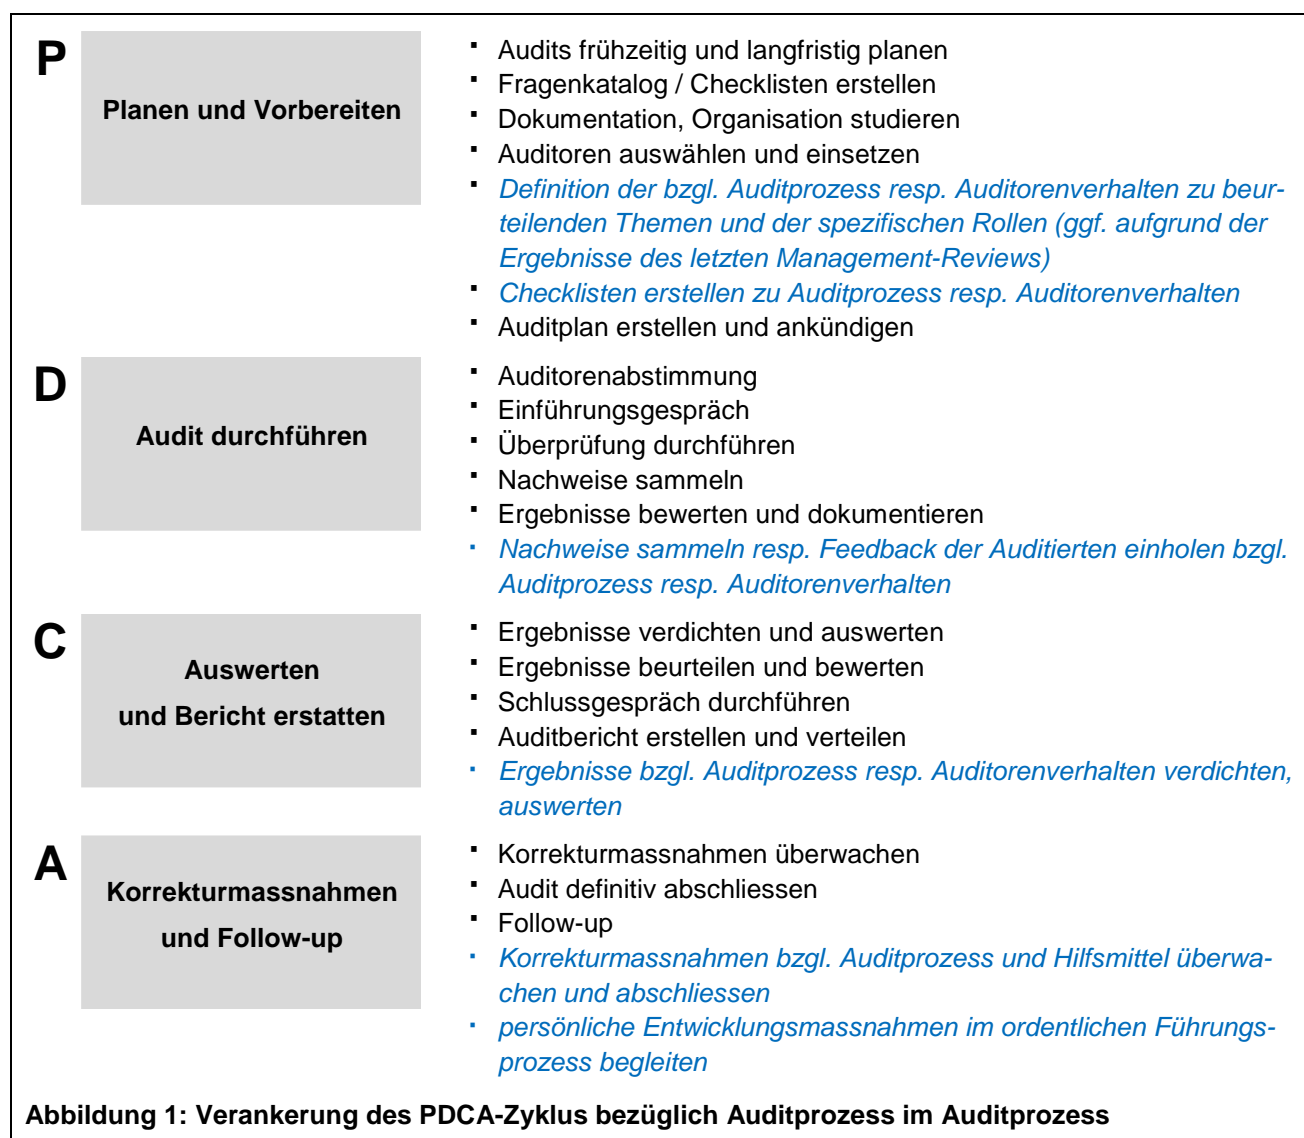 P
Planen und Vorbereiten
▪ Audits frühzeitig und langfristig planen
▪ Fragenkatalog / Checklisten erstellen
▪ Dokumentation, Organisation studieren
▪ Auditoren auswählen und einsetzen
▪ Definition der bzgl. Auditprozess resp. Auditorenverhalten zu beur-
teilenden Themen und der spezifischen Rollen (ggf. aufgrund der
Ergebnisse des letzten Management-Reviews)
▪ Checklisten erstellen zu Auditprozess resp. Auditorenverhalten
▪ Auditplan erstellen und ankündigen
D
Audit durchführen
▪ Auditorenabstimmung
▪ Einführungsgespräch
▪ Überprüfung durchführen
▪ Nachweise sammeln
▪ Ergebnisse bewerten und dokumentieren
▪ Nachweise sammeln resp. Feedback der Auditierten einholen bzgl.
Auditprozess resp. Auditorenverhalten
C
Auswerten
und Bericht erstatten
▪ Ergebnisse verdichten und auswerten
▪ Ergebnisse beurteilen und bewerten
▪ Schlussgespräch durchführen
▪ Auditbericht erstellen und verteilen
▪ Ergebnisse bzgl. Auditprozess resp. Auditorenverhalten verdichten,
auswerten
A
Korrekturmassnahmen
und Follow-up
▪ Korrekturmassnahmen überwachen
▪ Audit definitiv abschliessen
▪ Follow-up
▪ Korrekturmassnahmen bzgl. Auditprozess und Hilfsmittel überwa-
chen und abschliessen
▪ persönliche Entwicklungsmassnahmen im ordentlichen Führungs-
prozess begleiten
Abbildung 1: Verankerung des PDCA-Zyklus bezüglich Auditprozess im Auditprozess